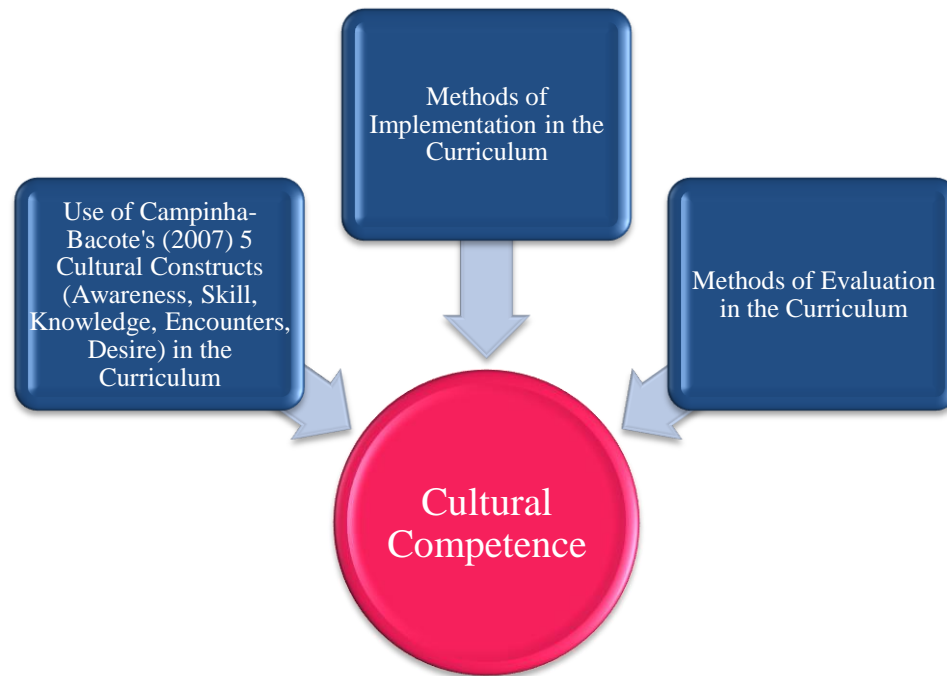 Use of Campinha-
Bacote's (2007) 5
Cultural Constructs
(Awareness, Skill,
Knowledge, Encounters,
Desire) in the
Curriculum
Methods of
Implementation in the
Curriculum
Methods of Evaluation
in the Curriculum
Cultural
Competence